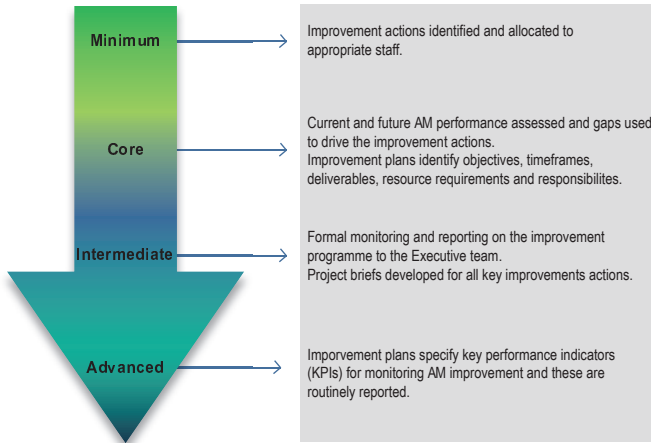 Minimum
Improvement actions identified and allocated to
appropriate staff.
Core
Current and future AM performance assessed and gaps used
to drive the improvement actions.
Improvement plans identify objectives, timeframes,
deliverables, resource requirements and responsibilites.
Intermediate
Formal monitoring and reporting on the improvement
programme to the Executive team.
Project briefs developed for all key improvements actions.
Advanced
Imporvement plans specify key performance indicators
(KPIs) for monitoring AM improvement and these are
routinely reported.